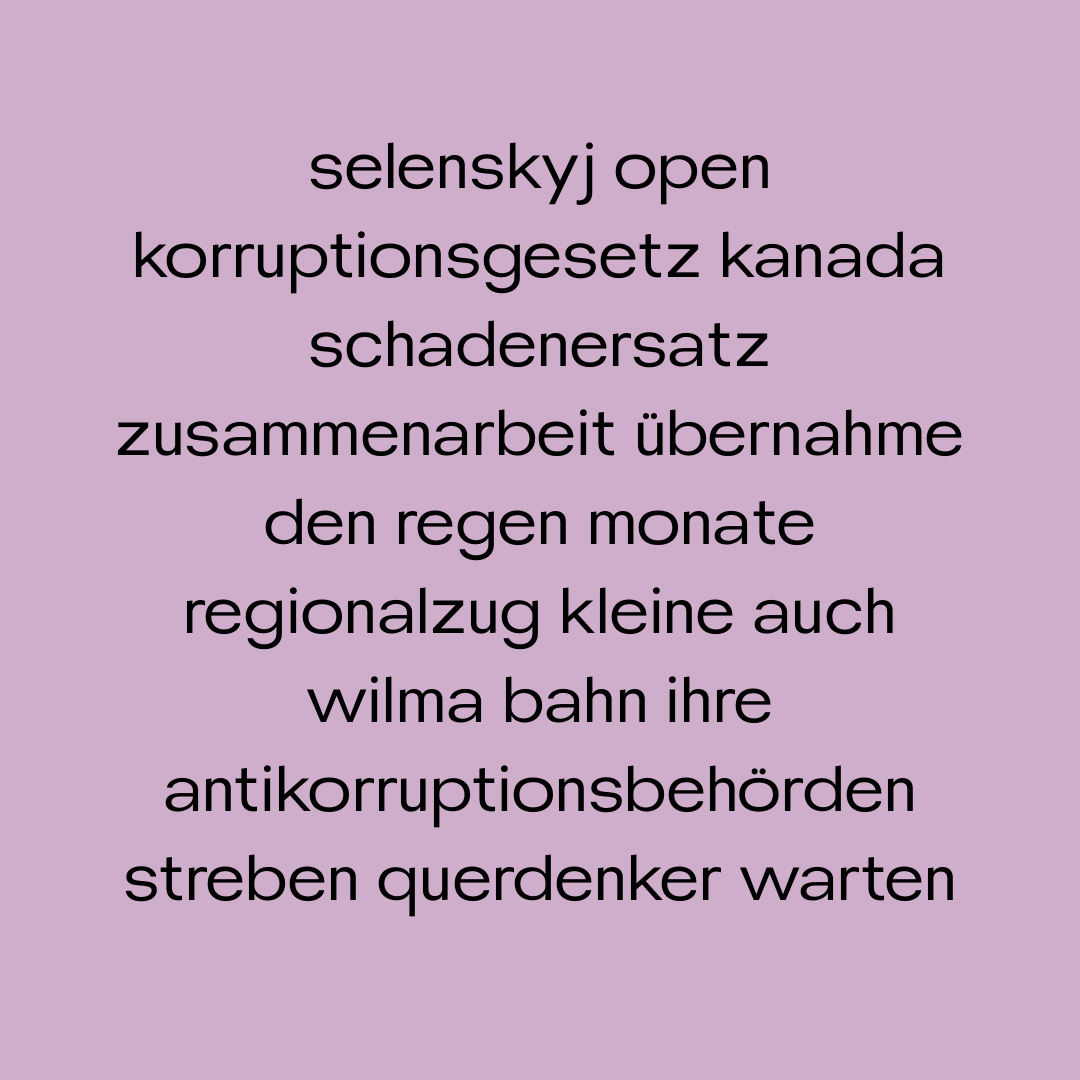 selenskyj open
korruptionsgesetz kanada
schadenersatz
zusammenarbeit übernahme
den regen monate
regionalzug kleine auch
wilma bahn ihre
antikorruptionsbehörden
streben querdenker warten